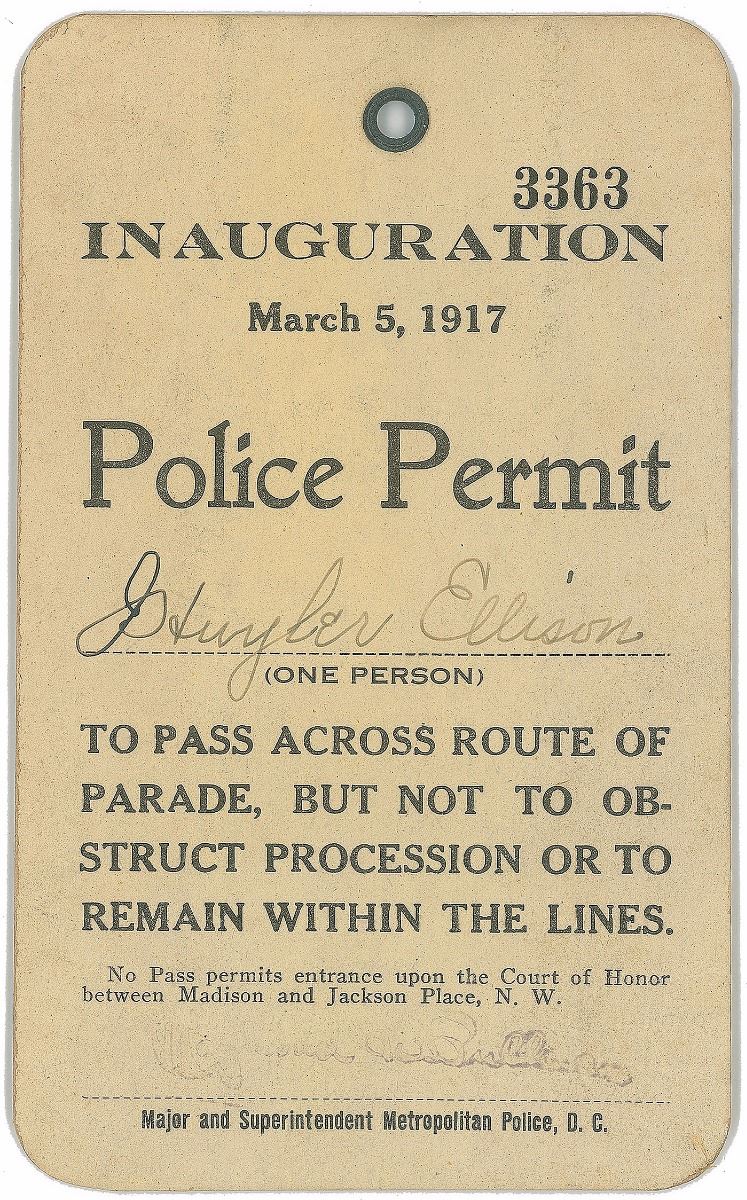 3363
INAUGURATION
March 5, 1917
Police Permit
J Huyler Ellison
(ONE PERSON)
TO PASS ACROSS ROUTE OF
PARADE, BUT NOT TO OB-
STRUCT PROCESSION OR TO
REMAIN WITHIN THE LINES.
No Pass permits entrance upon the Court of Honor
between Madison and Jackson Place, N. W.
Major and Superintendent Metropolitan Police, D. C.